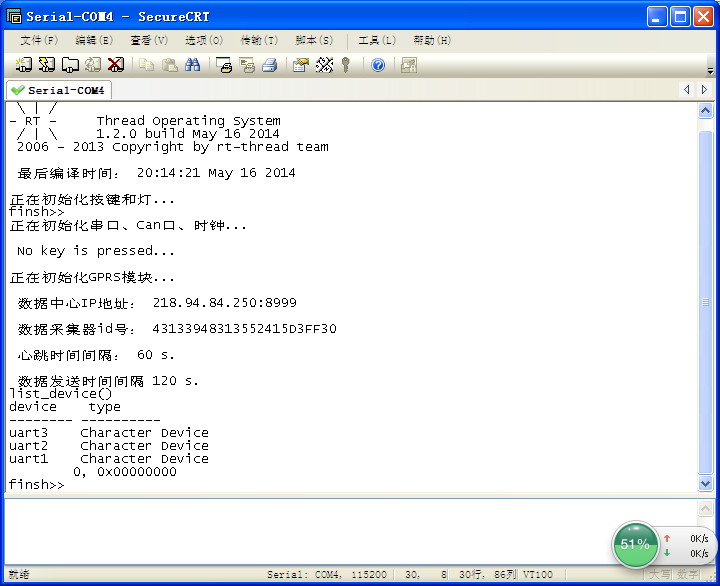 Serial-COM4 - SecureCRT
文件(F) 编辑(E) 查看(V) 选项(O) 传输(T) 脚本(S) 工具(L) 帮助(H)
Serial-COM4
\ | /
- RT -     Thread Operating System
/ | \     1.2.0 build May 16 2014
2006 - 2013 Copyright by rt-thread team
最后编译时间: 20:14:21 May 16 2014
正在初始化按键和灯...
finsh>>
正在初始化串口、Can口、时钟...
No key is pressed...
正在初始化GPRS模块...
数据中心IP地址: 218.94.84.250:8999
数据采集器id号: 43133948313552415D3FF30
心跳时间间隔: 60 s.
数据发送时间间隔 120 s.
list_device()
device    type
-------- ----------
uart3    Character Device
uart2    Character Device
uart1    Character Device
0, 0x00000000
finsh>>
51%
0K/s
0K/s
就绪 Serial: COM4, 115200 30, 8 30行, 86列 VT100 大写 数字